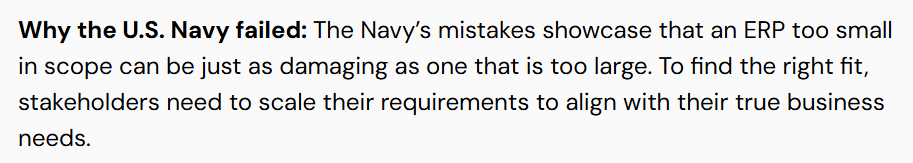 Why the U.S. Navy failed: The Navy’s mistakes showcase that an ERP too small
in scope can be just as damaging as one that is too large. To find the right fit,
stakeholders need to scale their requirements to align with their true business
needs.